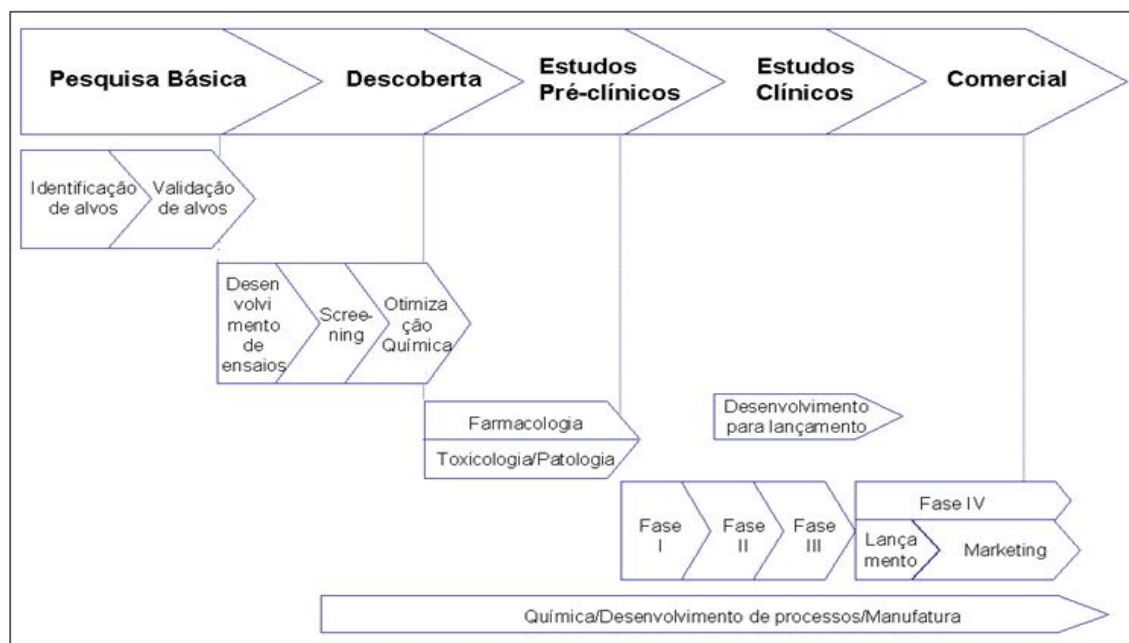 Pesquisa Básica
Descoberta
Estudos
Pré-clínicos
Estudos
Clínicos
Comercial
Identificação
de alvos
Validação
de alvos
Desen
volvi
mento
de
ensaios
Scree-
ning
Otimiza
ção
Química
Farmacologia
Toxicologia/Patologia
Desenvolvimento
para lançamento
Fase
I
Fase
II
Fase
III
Fase IV
Lança
mento
Marketing
Química/Desenvolvimento de processos/Manufatura